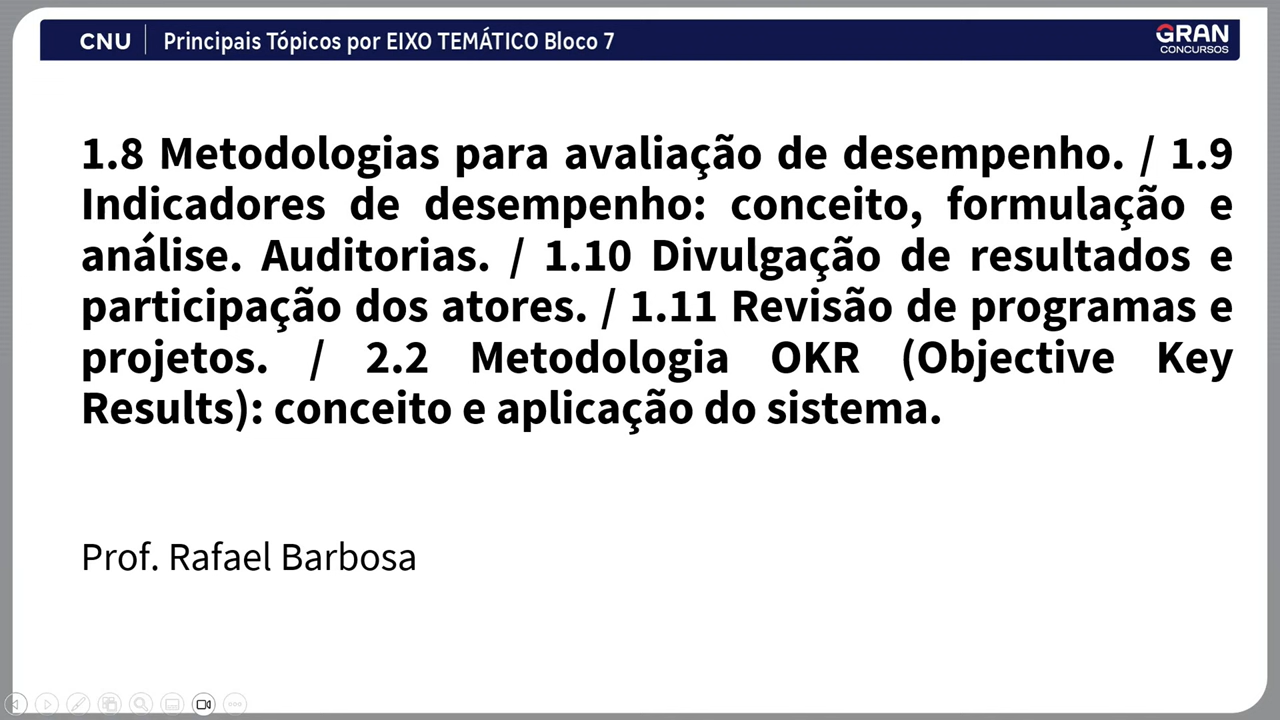 CNU | Principais Tópicos por EIXO TEMÁTICO Bloco 7
GRAN
CONCURSOS
1.8 Metodologias para avaliação de desempenho. / 1.9
Indicadores de desempenho: conceito, formulação e
análise. Auditorias. / 1.10 Divulgação de resultados e
participação dos atores. / 1.11 Revisão de programas e
projetos. / 2.2 Metodologia OKR (Objective Key
Results): conceito e aplicação do sistema.
Prof. Rafael Barbosa